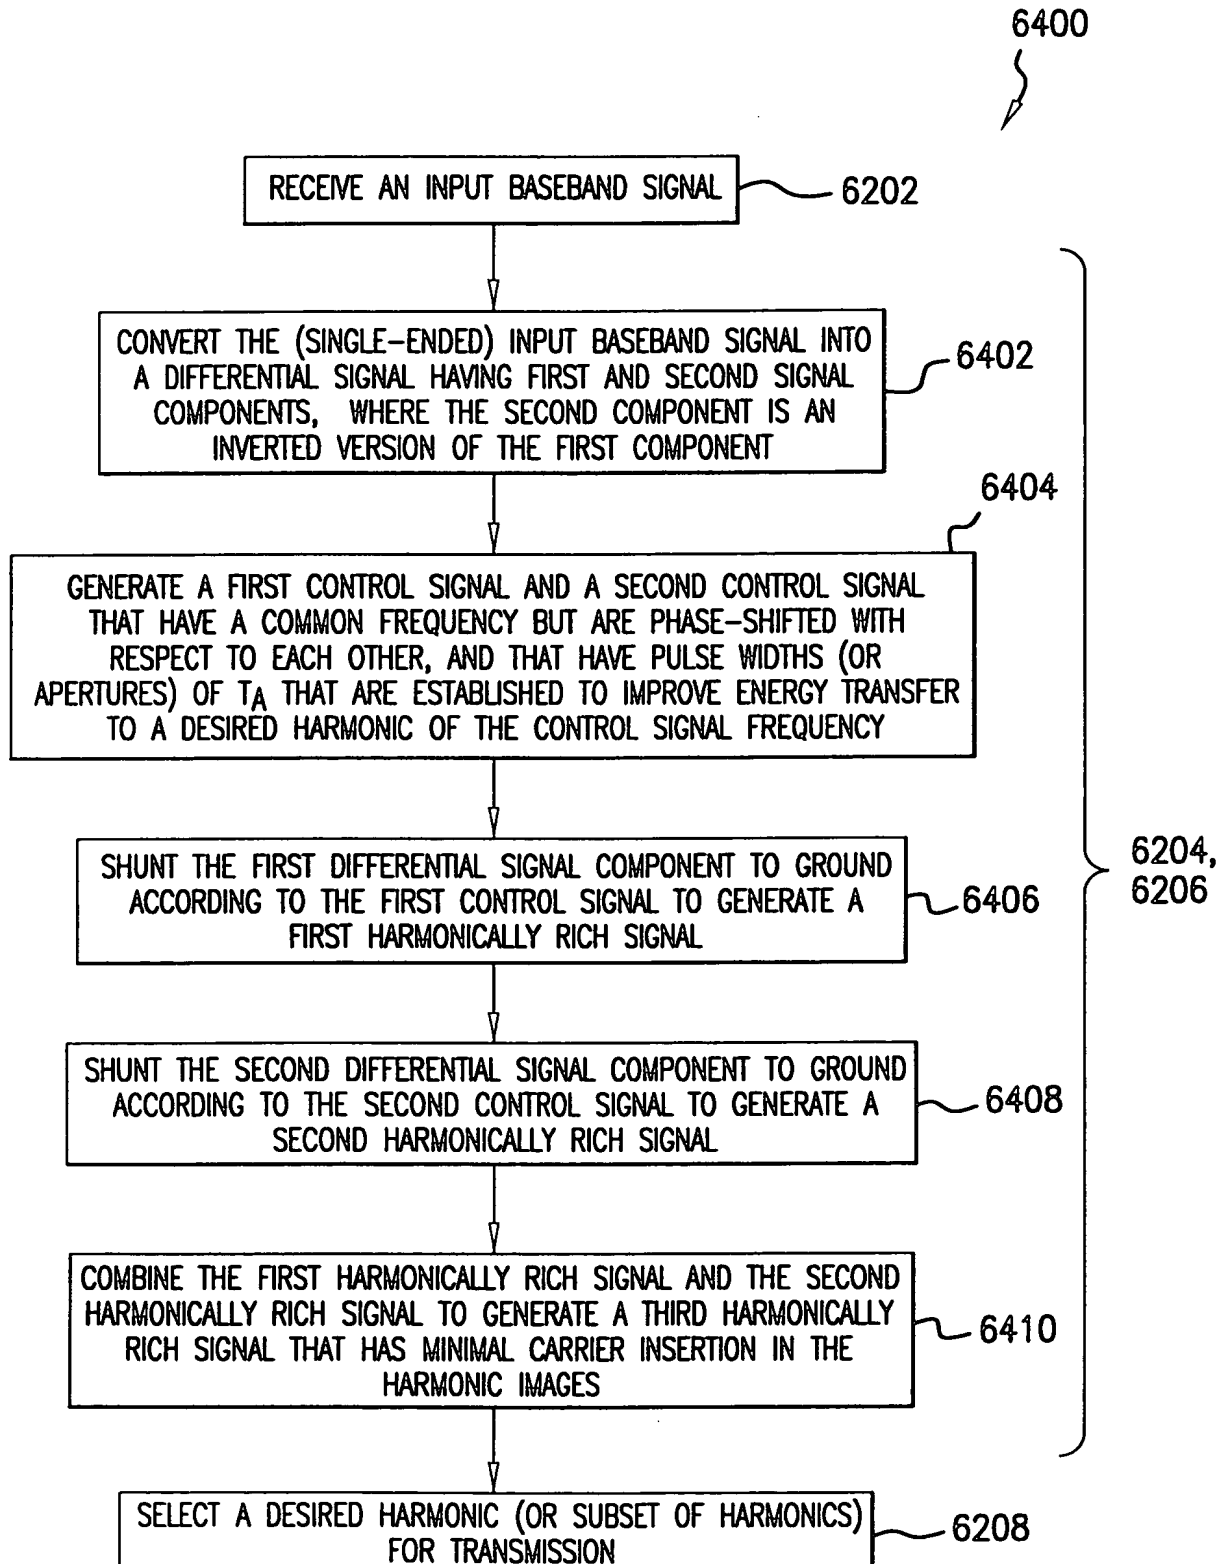 6400
RECEIVE AN INPUT BASEBAND SIGNAL
6202
CONVERT THE (SINGLE-ENDED) INPUT BASEBAND SIGNAL INTO
A DIFFERENTIAL SIGNAL HAVING FIRST AND SECOND SIGNAL
COMPONENTS, WHERE THE SECOND COMPONENT IS AN
INVERTED VERSION OF THE FIRST COMPONENT
6402
6404
GENERATE A FIRST CONTROL SIGNAL AND A SECOND CONTROL SIGNAL
THAT HAVE A COMMON FREQUENCY BUT ARE PHASE-SHIFTED WITH
RESPECT TO EACH OTHER, AND THAT HAVE PULSE WIDTHS (OR
APERTURES) OF TA THAT ARE ESTABLISHED TO IMPROVE ENERGY TRANSFER
TO A DESIRED HARMONIC OF THE CONTROL SIGNAL FREQUENCY
SHUNT THE FIRST DIFFERENTIAL SIGNAL COMPONENT TO GROUND
ACCORDING TO THE FIRST CONTROL SIGNAL TO GENERATE A
FIRST HARMONICALLY RICH SIGNAL
6406
6204,
6206
SHUNT THE SECOND DIFFERENTIAL SIGNAL COMPONENT TO GROUND
ACCORDING TO THE SECOND CONTROL SIGNAL TO GENERATE A
SECOND HARMONICALLY RICH SIGNAL
6408
COMBINE THE FIRST HARMONICALLY RICH SIGNAL AND THE SECOND
HARMONICALLY RICH SIGNAL TO GENERATE A THIRD HARMONICALLY
RICH SIGNAL THAT HAS MINIMAL CARRIER INSERTION IN THE
HARMONIC IMAGES
6410
SELECT A DESIRED HARMONIC (OR SUBSET OF HARMONICS)
FOR TRANSMISSION
6208